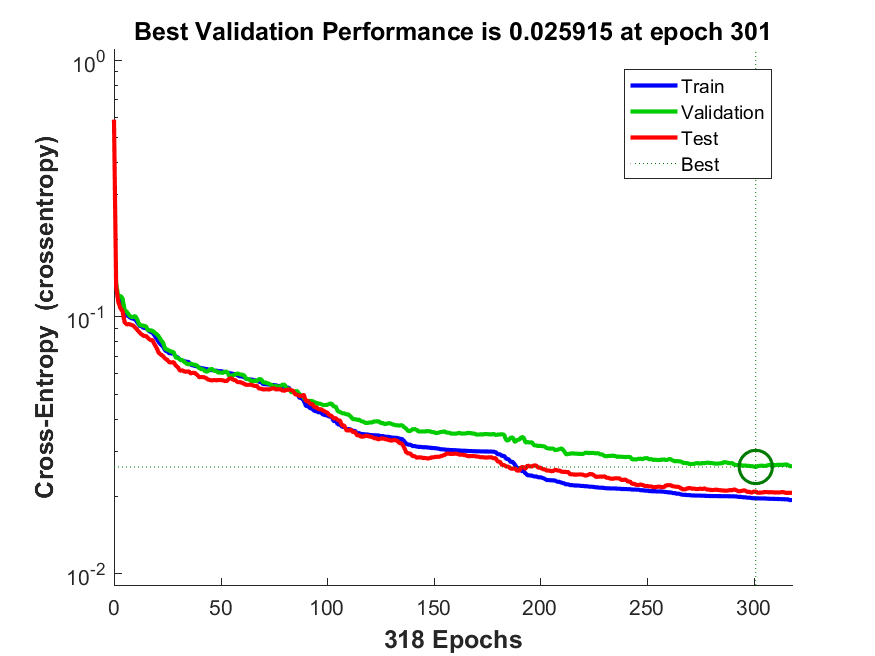 Best Validation Performance is 0.025915 at epoch 301
Cross-Entropy  (crossentropy)
10^0
10^-1
10^-2
Train
Validation
Test
Best
0 50 100 150 200 250 300
318 Epochs